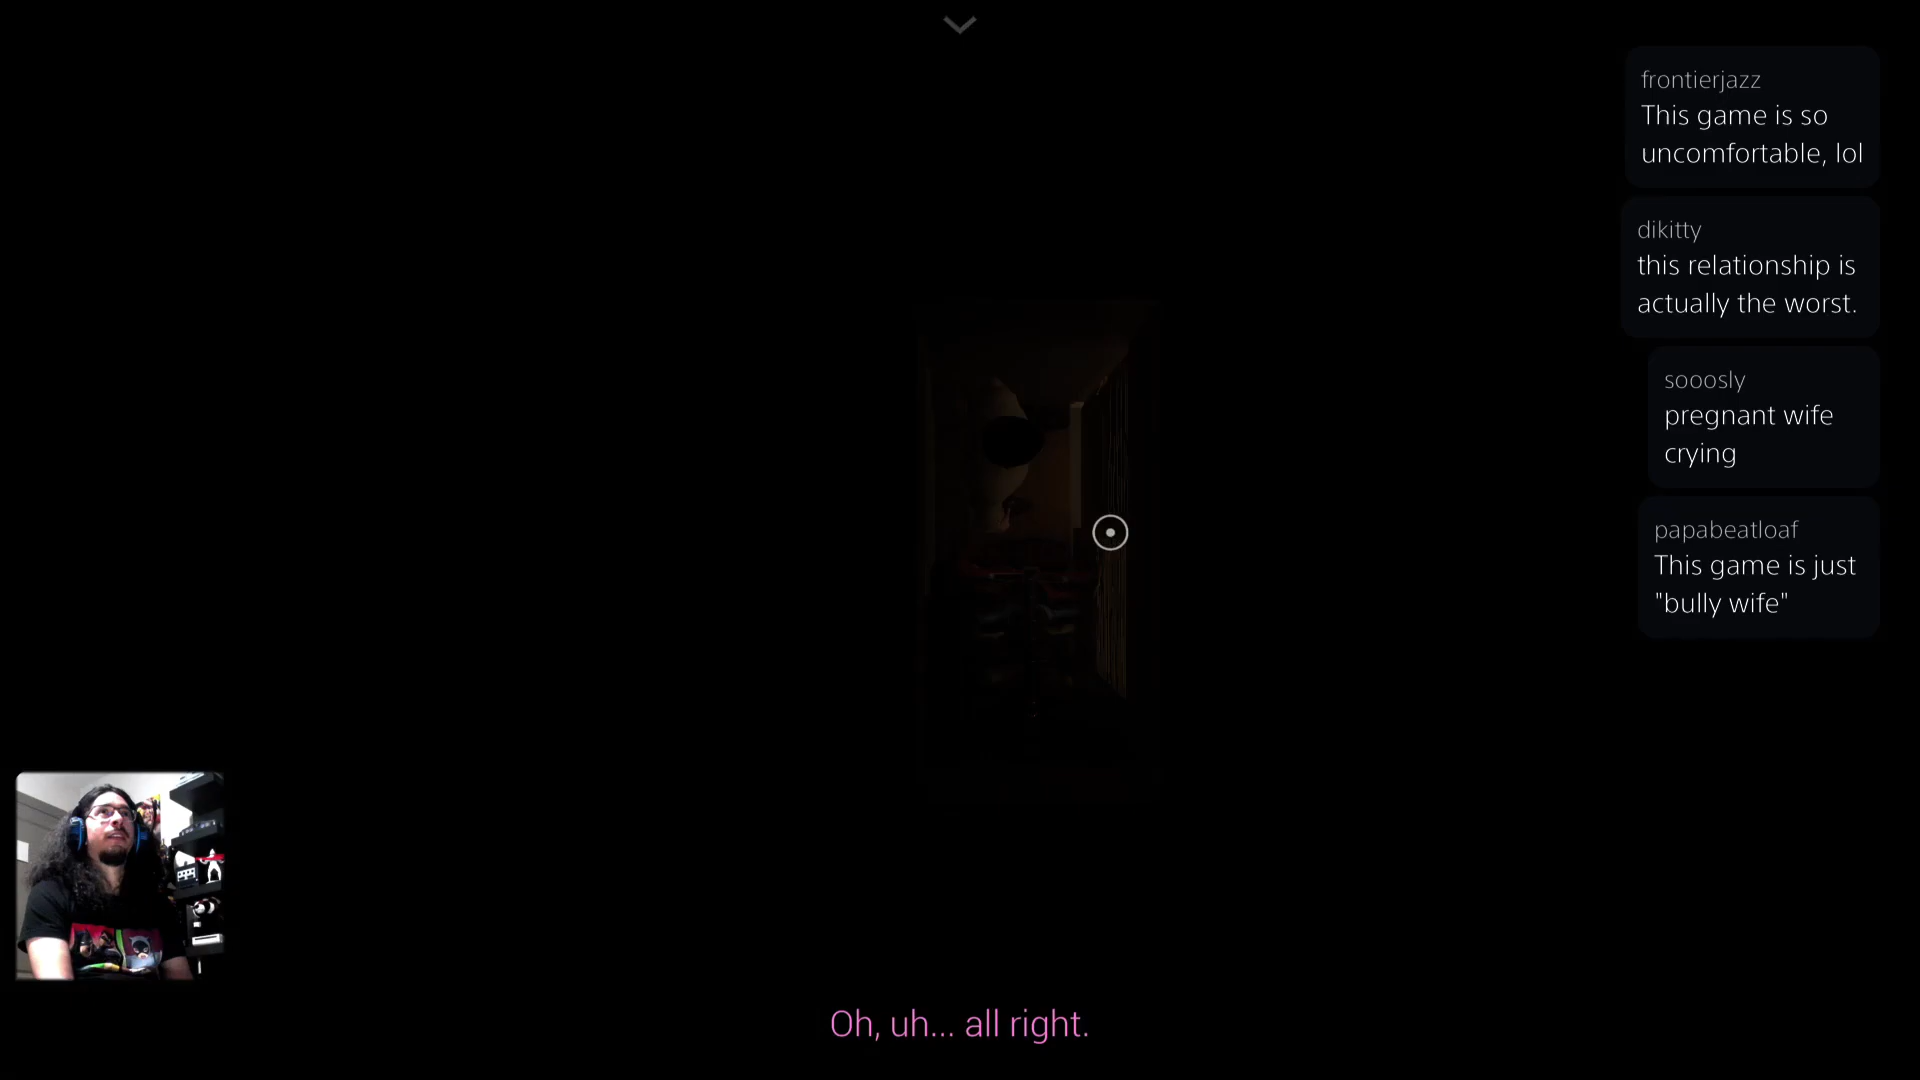 frontierjazz
This game is so
uncomfortable, lol
dikitty
this relationship is
actually the worst.
sooosly
pregnant wife
crying
papabeatloaf
This game is just
"bully wife"
Oh, uh... all right.